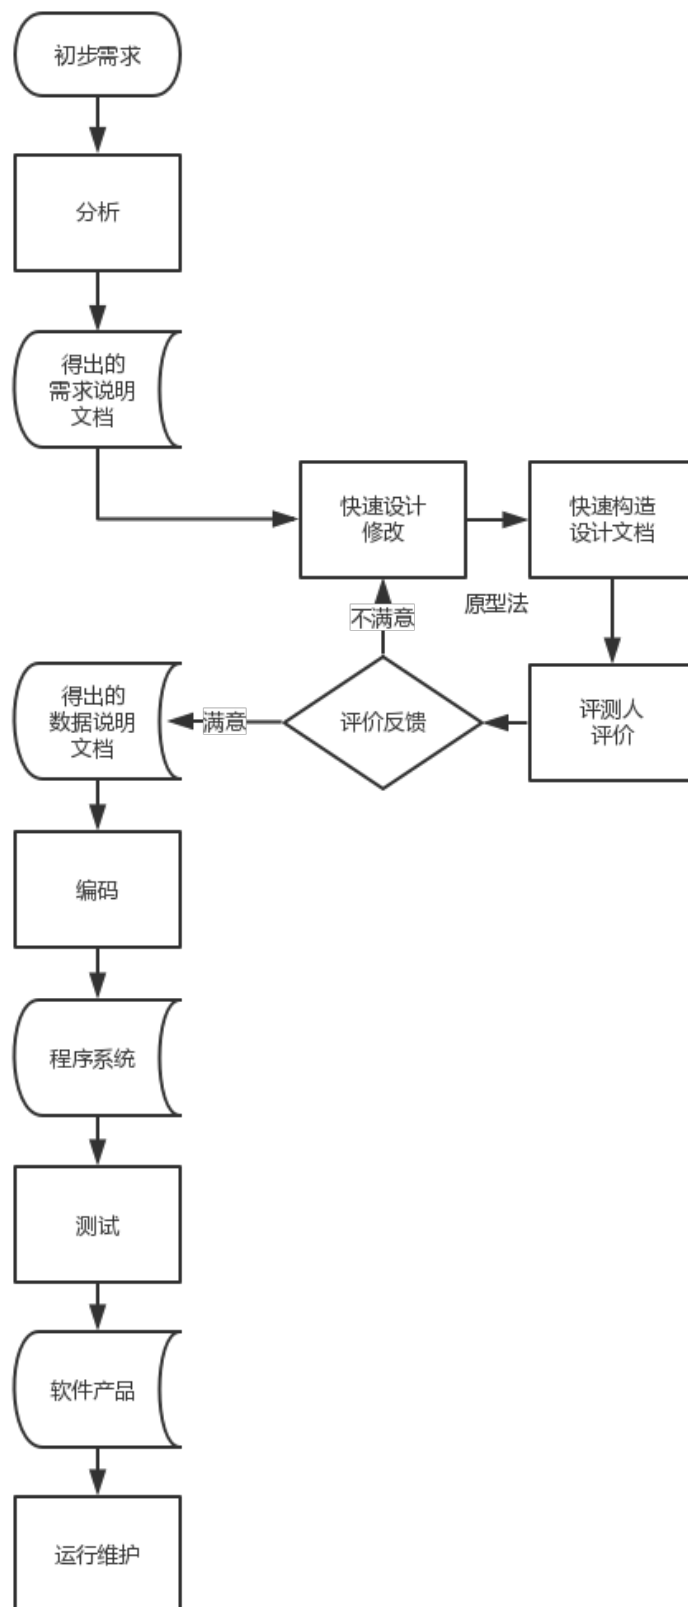 初步需求
分析
得出的
需求说明
文档
快速设计
修改
快速构造
设计文档
不满意
原型法
得出的
数据说明
文档
满意
评价反馈
评测人
评价
编码
程序系统
测试
软件产品
运行维护